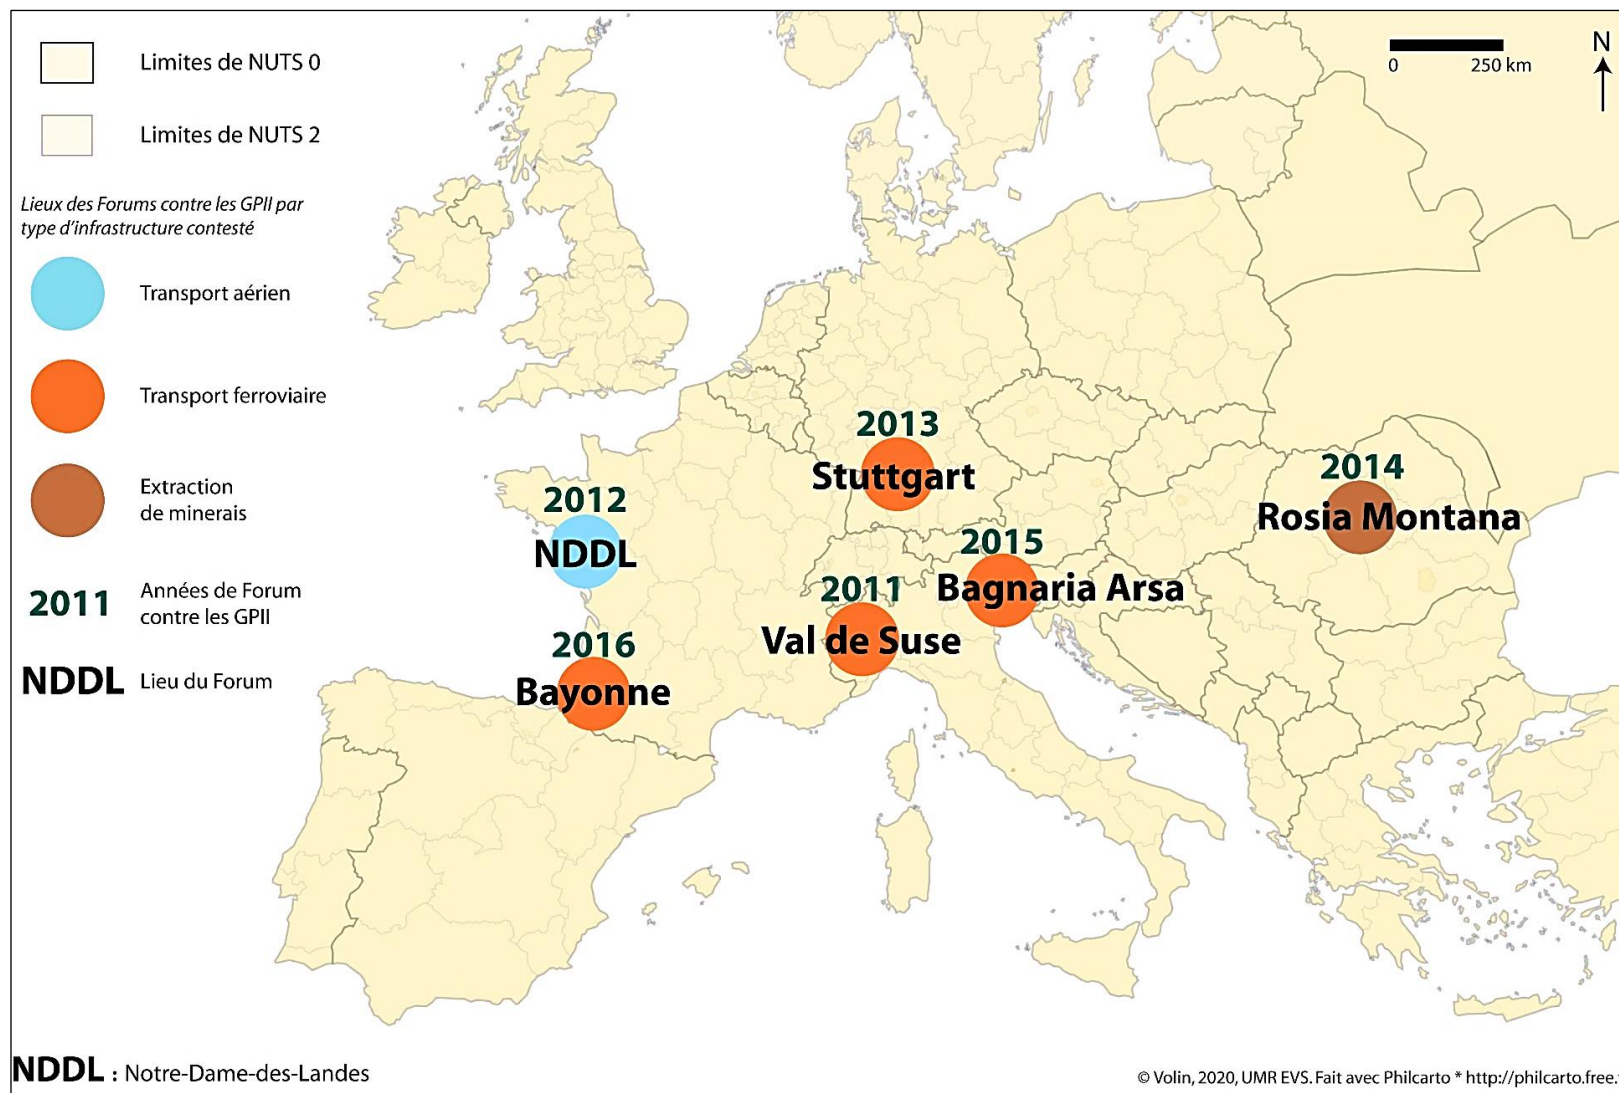 Limites de NUTS 0
Limites de NUTS 2
Lieux des Forums contre les GPII par
type d'infrastructure contesté
Transport aérien
Transport ferroviaire
Extraction
de minerais
2011
Années de Forum
contre les GPII
NDDL
Lieu du Forum
N
0 250 km
2013
Stuttgart
2014
Rosia Montana
2012
NDDL
2015
Bagnaria Arsa
2011
Val de Suse
2016
Bayonne
NDDL : Notre-Dame-des-Landes
© Volin, 2020, UMR EVS. Fait avec Philcarto * http://philcarto.free.